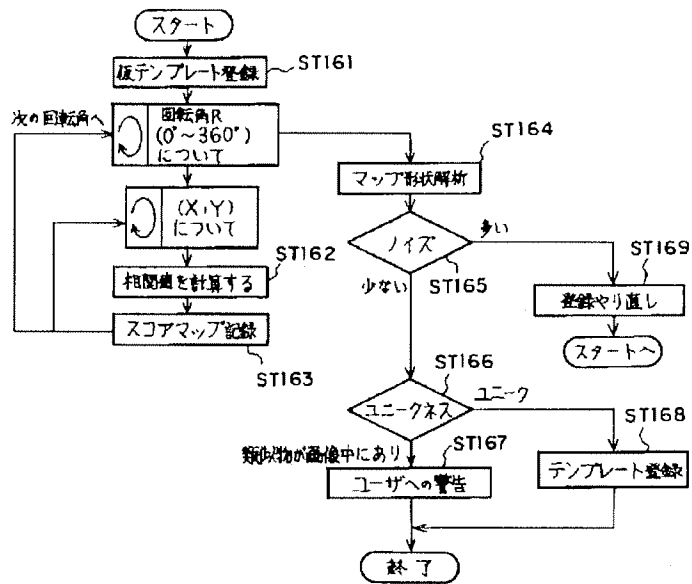 スタート
仮テンプレート登録
ST161
次の回転角へ
回転角R
(0°~360°)
について
(X,Y)
について
ST162
相関値を計算する
スコアマップ記録
ST163
ST164
マップ形状解析
ノイズ
多い
ST165
少ない
ST169
登録やり直し
スタートへ
ST166
ユニークネス
ユニーク
ST168
テンプレート登録
類似物が画像中にあり
ST167
ユーザへの警告
終了